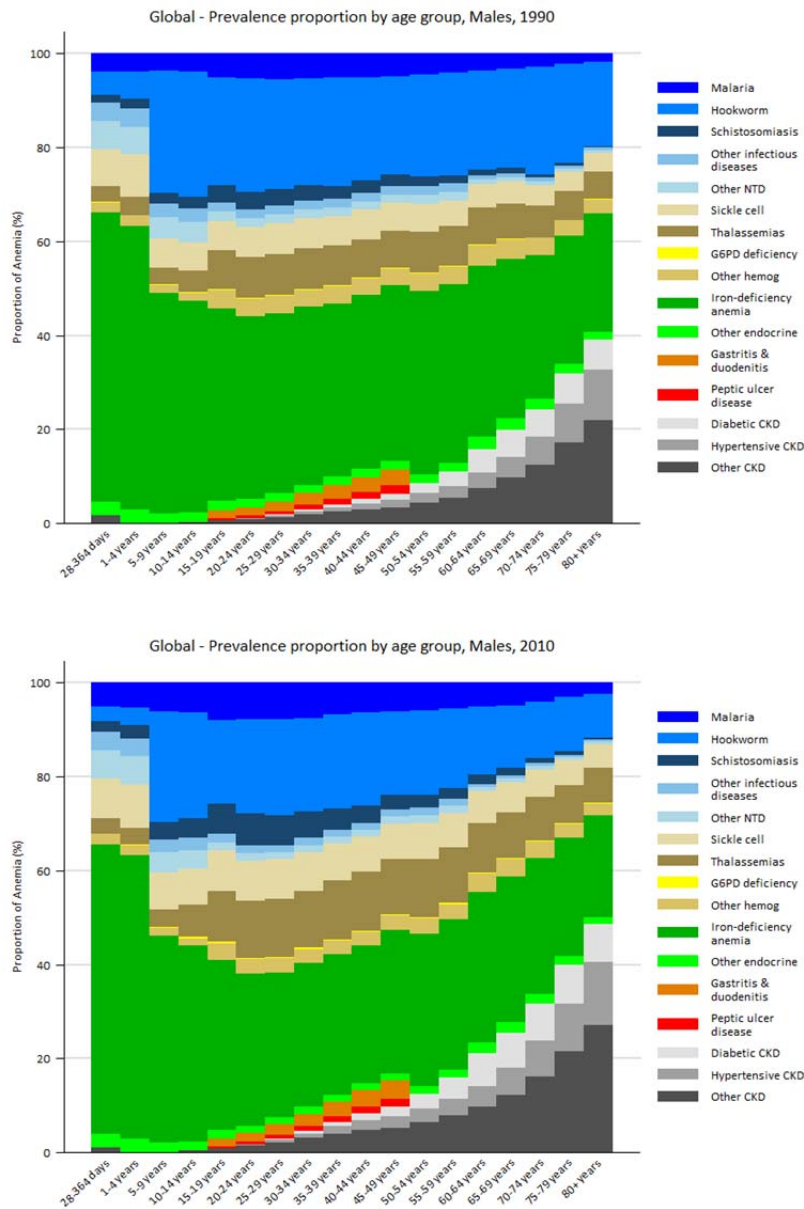 Global - Prevalence proportion by age group, Males, 1990
Proportion of Anemia (%)
100
80
60
40
20
0
28-364 days
1-4 years
5-9 years
10-14 years
15-19 years
20-24 years
25-29 years
30-34 years
35-39 years
40-44 years
45-49 years
50-54 years
55-59 years
60-64 years
65-69 years
70-74 years
75-79 years
80+ years
Malaria
Hookworm
Schistosomiasis
Other infectious
diseases
Other NTD
Sickle cell
Thalassemias
G6PD deficiency
Other hemog
Iron-deficiency
anemia
Other endocrine
Gastritis &
duodenitis
Peptic ulcer
disease
Diabetic CKD
Hypertensive CKD
Other CKD
Global - Prevalence proportion by age group, Males, 2010
Proportion of Anemia (%)
100
80
60
40
20
0
28-364 days
1-4 years
5-9 years
10-14 years
15-19 years
20-24 years
25-29 years
30-34 years
35-39 years
40-44 years
45-49 years
50-54 years
55-59 years
60-64 years
65-69 years
70-74 years
75-79 years
80+ years
Malaria
Hookworm
Schistosomiasis
Other infectious
diseases
Other NTD
Sickle cell
Thalassemias
G6PD deficiency
Other hemog
Iron-deficiency
anemia
Other endocrine
Gastritis &
duodenitis
Peptic ulcer
disease
Diabetic CKD
Hypertensive CKD
Other CKD